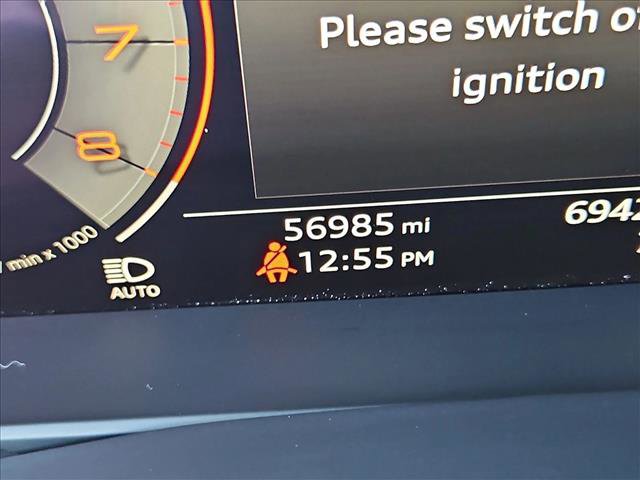 7
Please switch
ignition
8
56985 mi
min x 1000
12:55 PM
AUTO